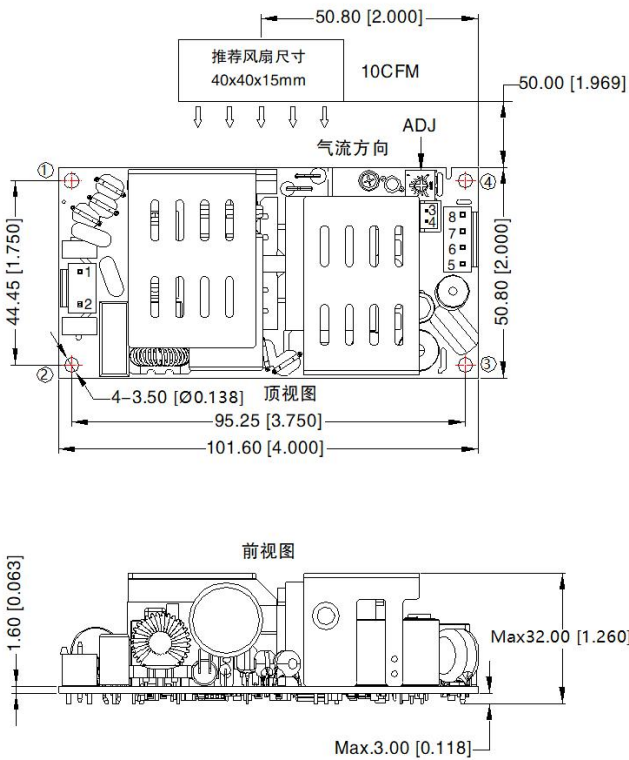 50.80 [2.000]
推荐风扇尺寸
40x40x15mm
10CFM
50.00 [1.969]
ADJ
气流方向
①
④
3
4
8
7
6
5
1
2
44.45 [1.750]
50.80 [2.000]
②
③
4-3.50 [Ø0.138]
顶视图
95.25 [3.750]
101.60 [4.000]
前视图
1.60 [0.063]
Max32.00 [1.260]
Max.3.00 [0.118]